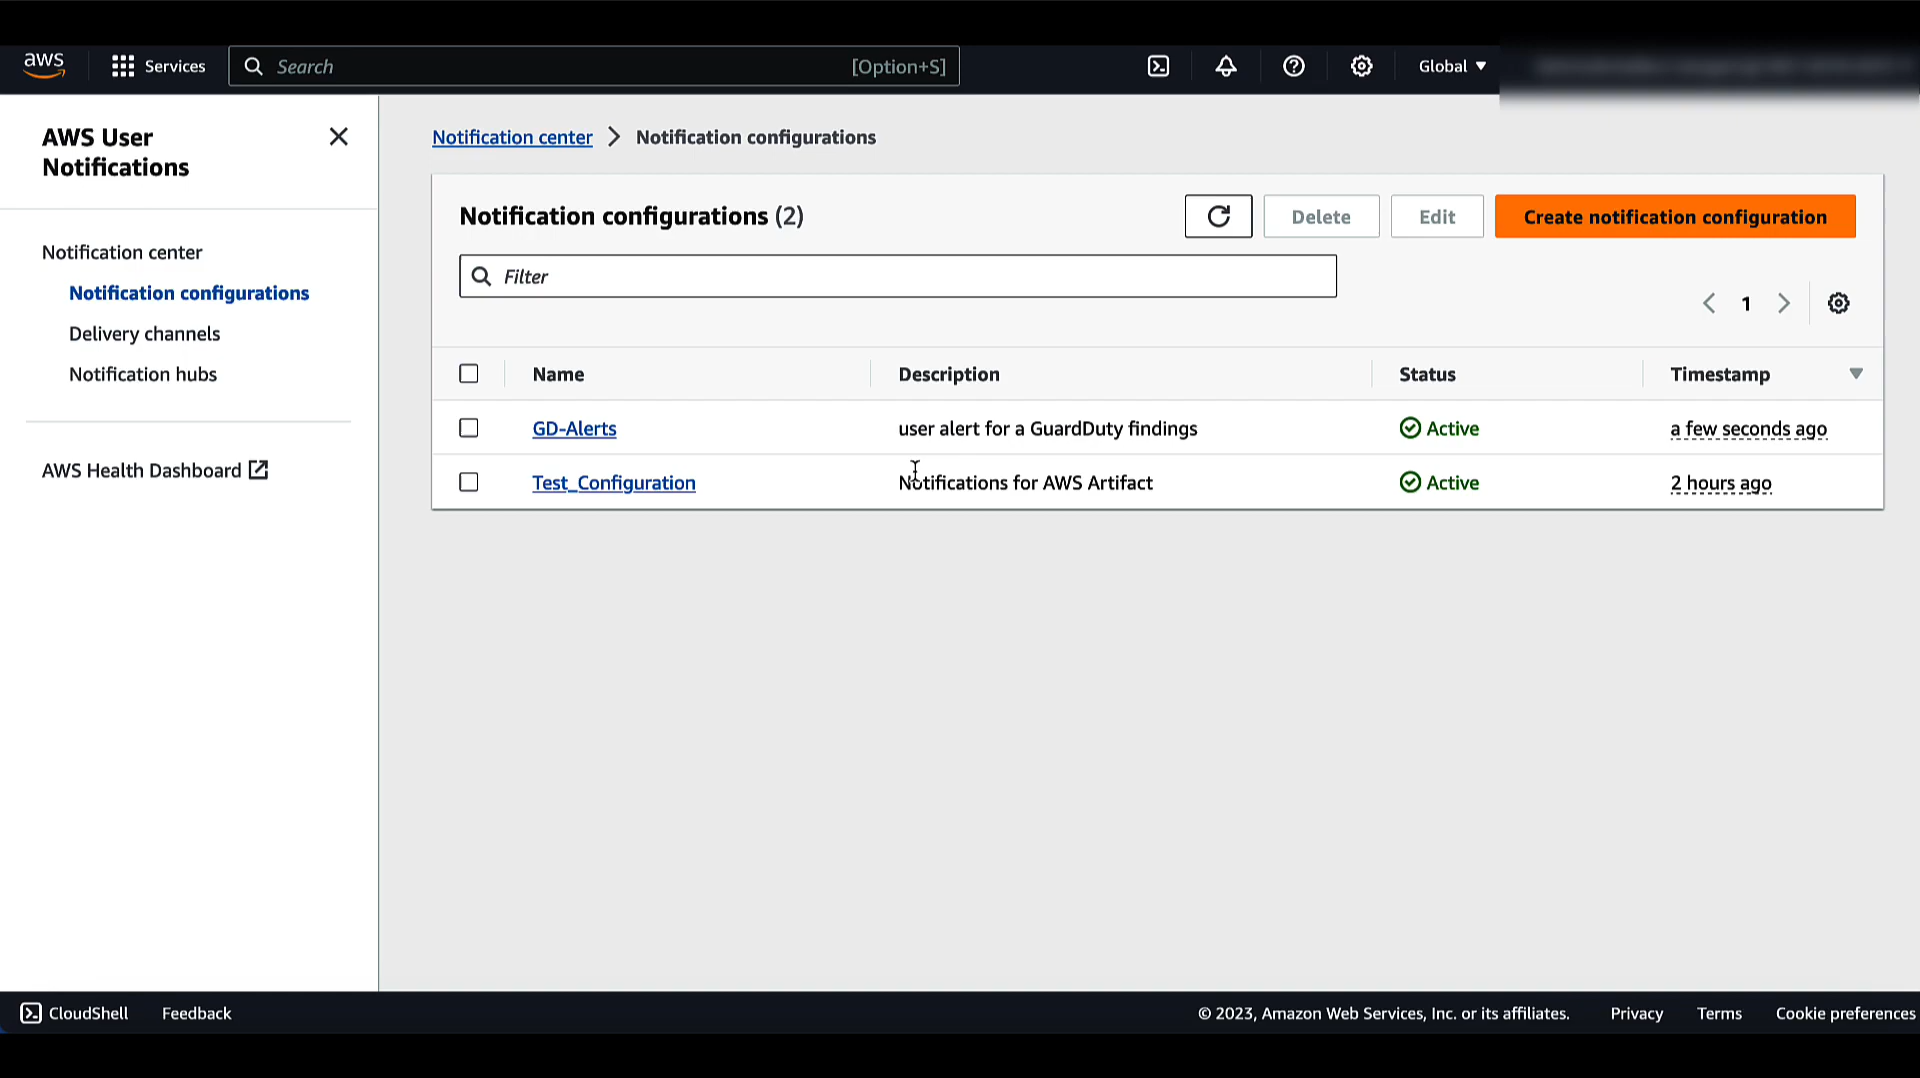 aws Services Search [Option+S] Global
AWS User
Notifications
Notification center
Notification configurations
Delivery channels
Notification hubs
AWS Health Dashboard
Notification center Notification configurations
Notification configurations (2) Delete Edit Create notification configuration
Filter
1
Name Description Status Timestamp
GD-Alerts user alert for a GuardDuty findings Active a few seconds ago
Test_Configuration Notifications for AWS Artifact Active 2 hours ago
CloudShell Feedback © 2023, Amazon Web Services, Inc. or its affiliates. Privacy Terms Cookie preferences